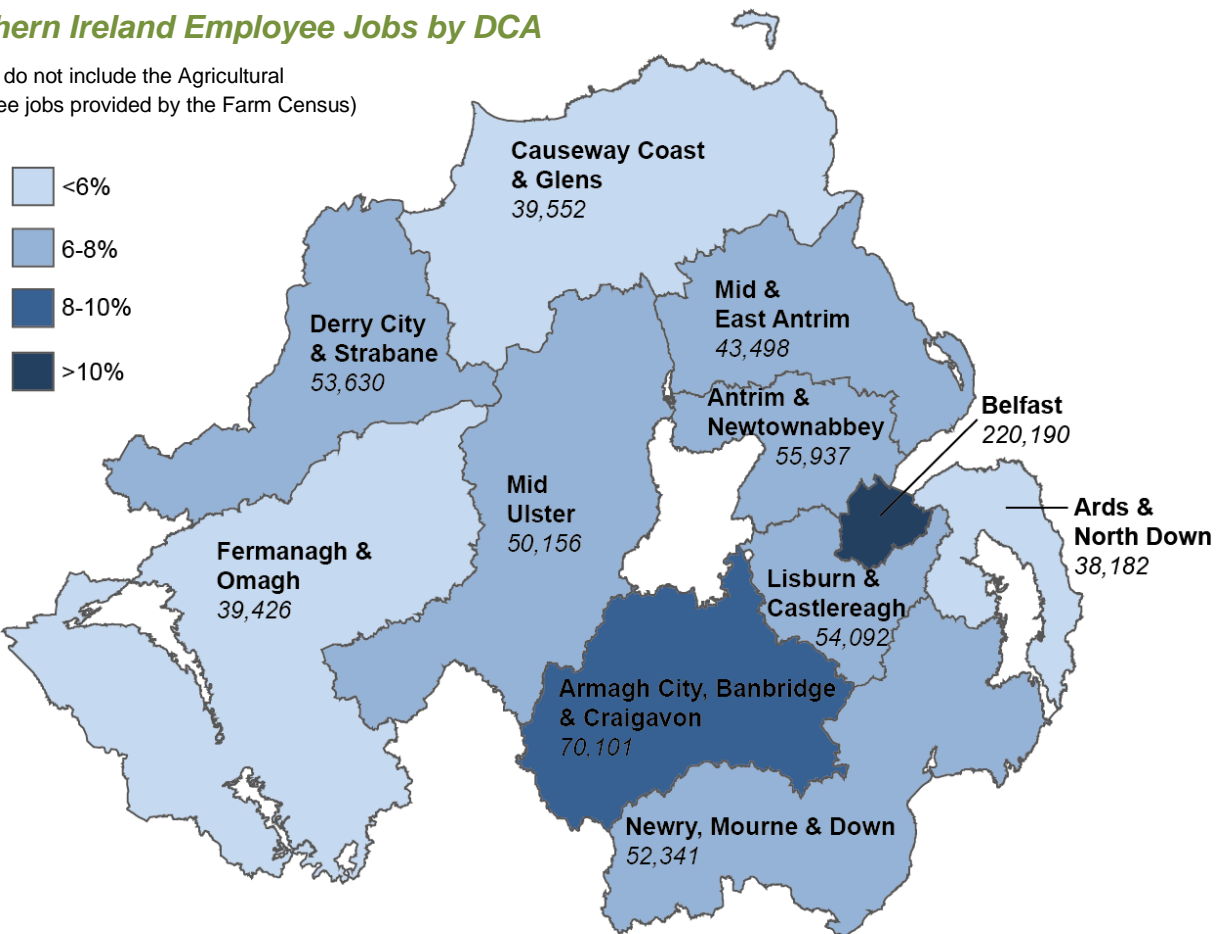 hern Ireland Employee Jobs by DCA
do not include the Agricultural
ee jobs provided by the Farm Census)
<6%
6-8%
8-10%
>10%
Causeway Coast
& Glens
39,552
Derry City
& Strabane
53,630
Mid &
East Antrim
43,498
Antrim &
Newtownabbey
55,937
Belfast
220,190
Ards &
North Down
38,182
Mid
Ulster
50,156
Fermanagh &
Omagh
39,426
Lisburn &
Castlereagh
54,092
Armagh City, Banbridge
& Craigavon
70,101
Newry, Mourne & Down
52,341